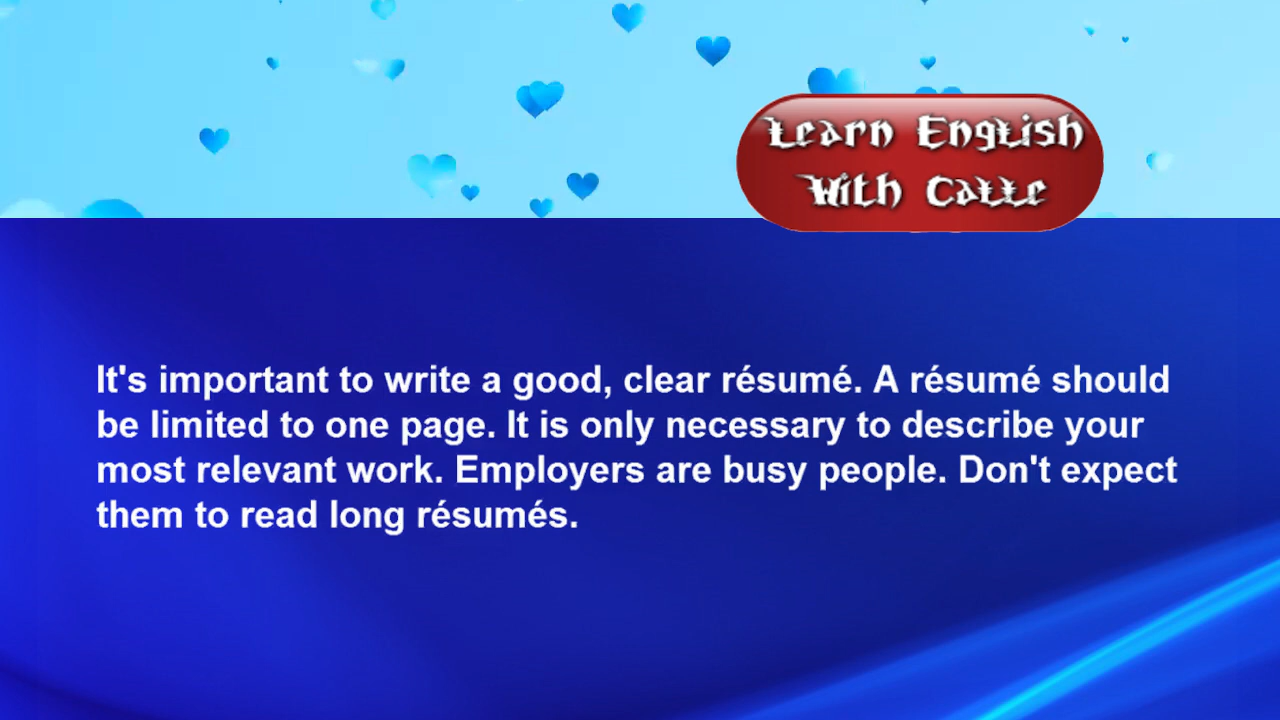 Learn English
With Catte
It's important to write a good, clear résumé. A résumé should
be limited to one page. It is only necessary to describe your
most relevant work. Employers are busy people. Don't expect
them to read long résumés.